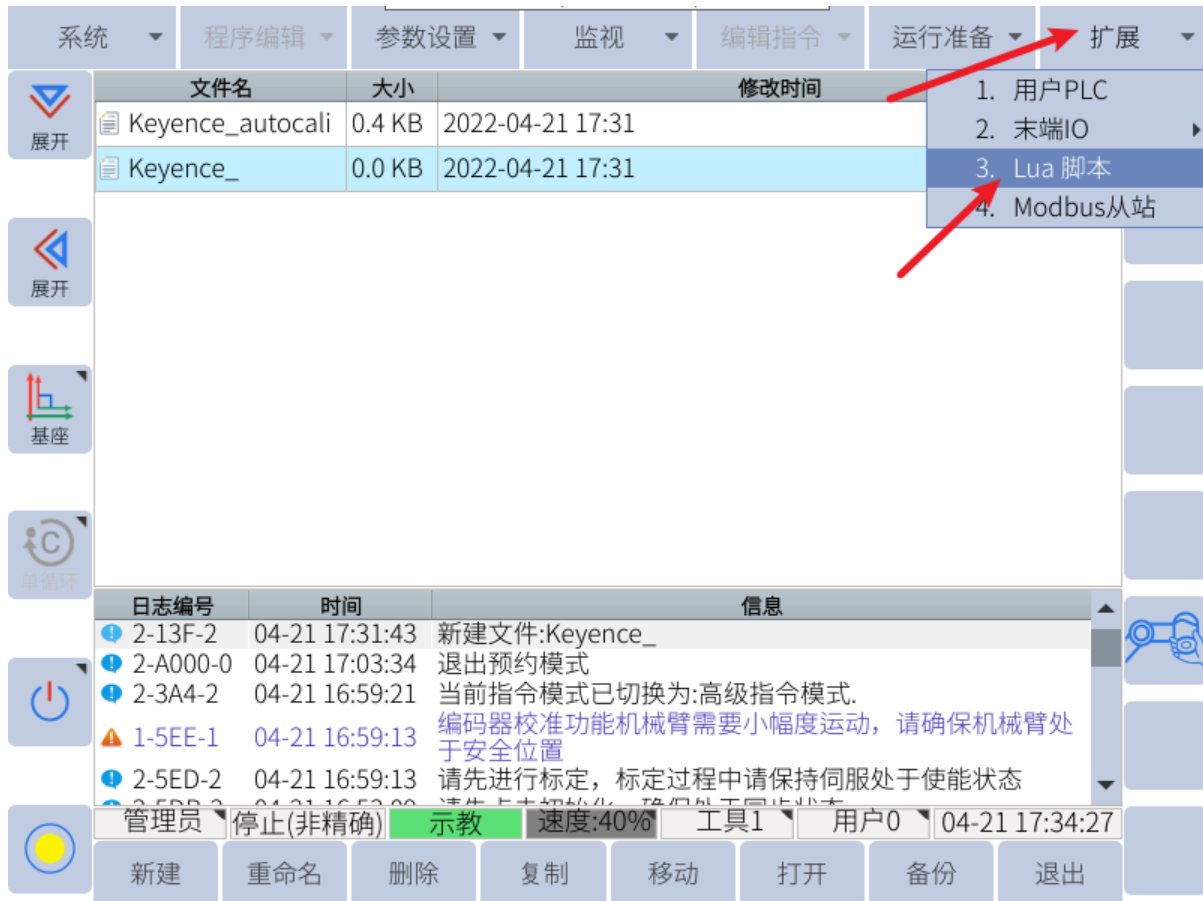 系统 程序编辑 参数设置 监视 编辑指令 运行准备 扩展
1. 用户PLC
2. 末端IO
3. Lua 脚本
4. Modbus从站
展开
展开
基座
单循环
文件名 大小 修改时间
Keyence_autocali 0.4 KB 2022-04-21 17:31
Keyence_ 0.0 KB 2022-04-21 17:31
日志编号 时间 信息
2-13F-2 04-21 17:31:43 新建文件:Keyence_
2-A000-0 04-21 17:03:34 退出预约模式
2-3A4-2 04-21 16:59:21 当前指令模式已切换为:高级指令模式.
1-5EE-1 04-21 16:59:13 编码器校准功能机械臂需要小幅度运动，请确保机械臂处
于安全位置
2-5ED-2 04-21 16:59:13 请先进行标定，标定过程中请保持伺服处于使能状态
管理员 停止(非精确) 示教 速度:40% 工具1 用户0 04-21 17:34:27
新建 重命名 删除 复制 移动 打开 备份 退出